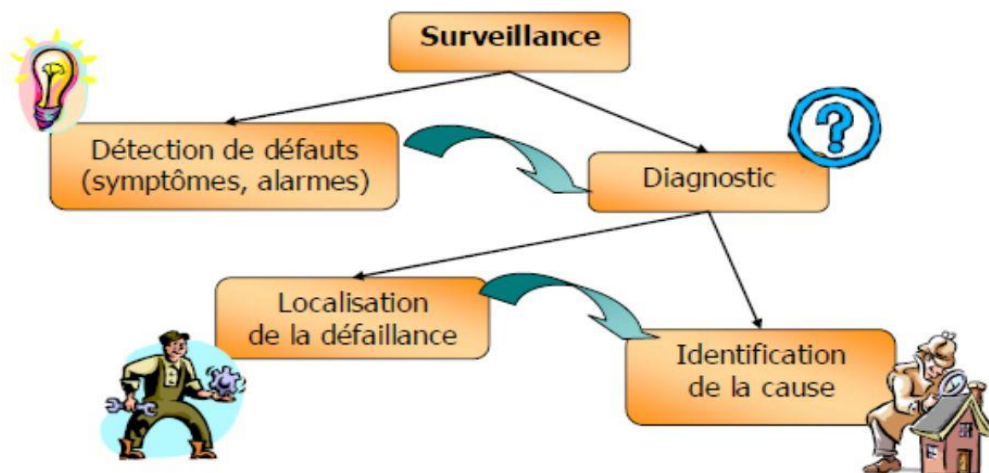 Surveillance
Détection de défauts
(symptômes, alarmes)
?
Diagnostic
Localisation
de la défaillance
Identification
de la cause